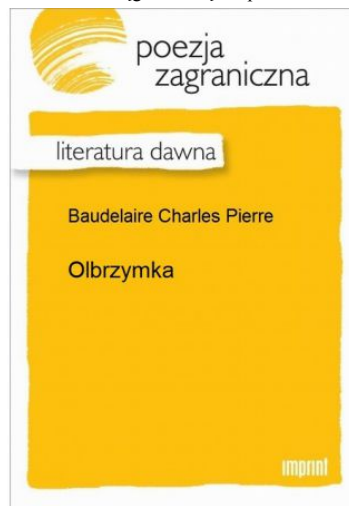 poezja
zagraniczna
literatura dawna
Baudelaire Charles Pierre
Olbrzymka
imprint